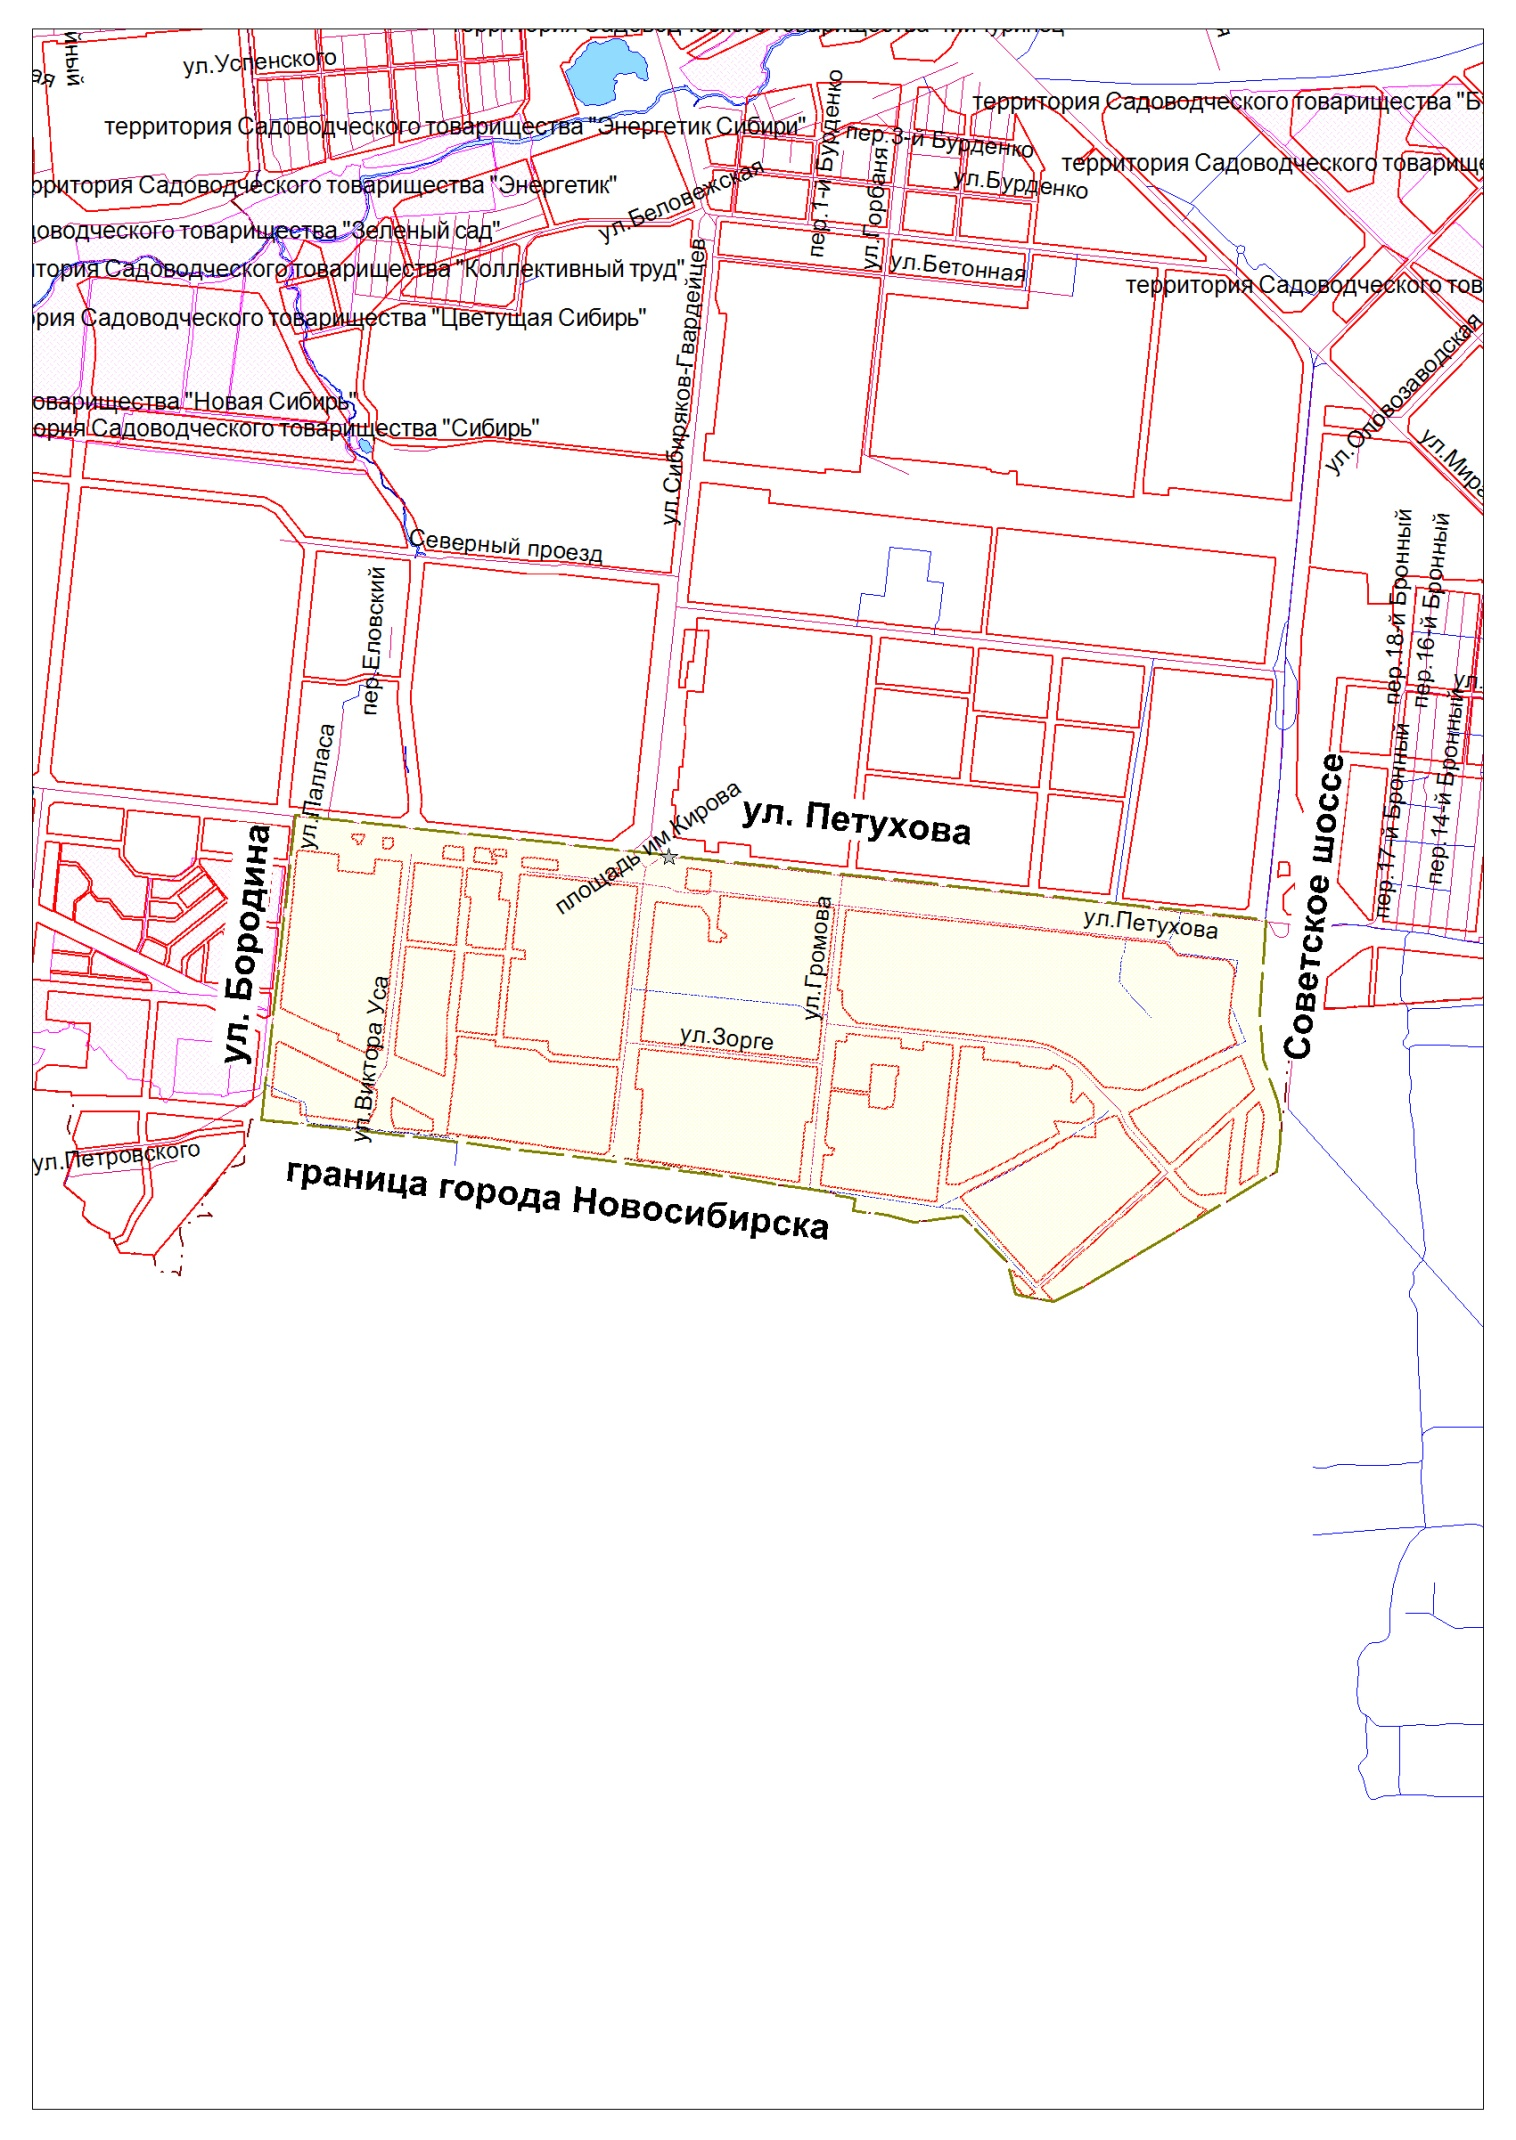 ул.Успенского
территория Садоводческого товарищества "Энергетик Сибири"
территория Садоводческого товарищества "Б
пер.3-й Бурденко
территория Садоводческого товарище
рритория Садоводческого товарищества "Энергетик"
ул.Бурденко
пер.1-й Бурденко
ул.Горбаня
ул.Беловежская
доводческого товарищества "Зеленый сад"
тория Садоводческого товарищества "Коллективный труд"
ул.Бетонная
территория Садоводческого тов
рия Садоводческого товарищества "Цветущая Сибирь"
ул.Сибиряков-Гвардейцев
ул.Оловозаводская
оварищества "Новая Сибирь"
ория Садоводческого товарищества "Сибирь"
ул.Мира
Северный проезд
пер.Еловский
пер.18-й Бронный
пер.16-й Бронный
ул.
пер.17-й Бронный
пер.14-й Бронный
ул.Палласа
площадь им.Кирова
ул. Петухова
Советское шоссе
ул. Бородина
ул.Петухова
ул.Громова
ул.Виктора Уса
ул.Зорге
ул.Петровского
граница города Новосибирска